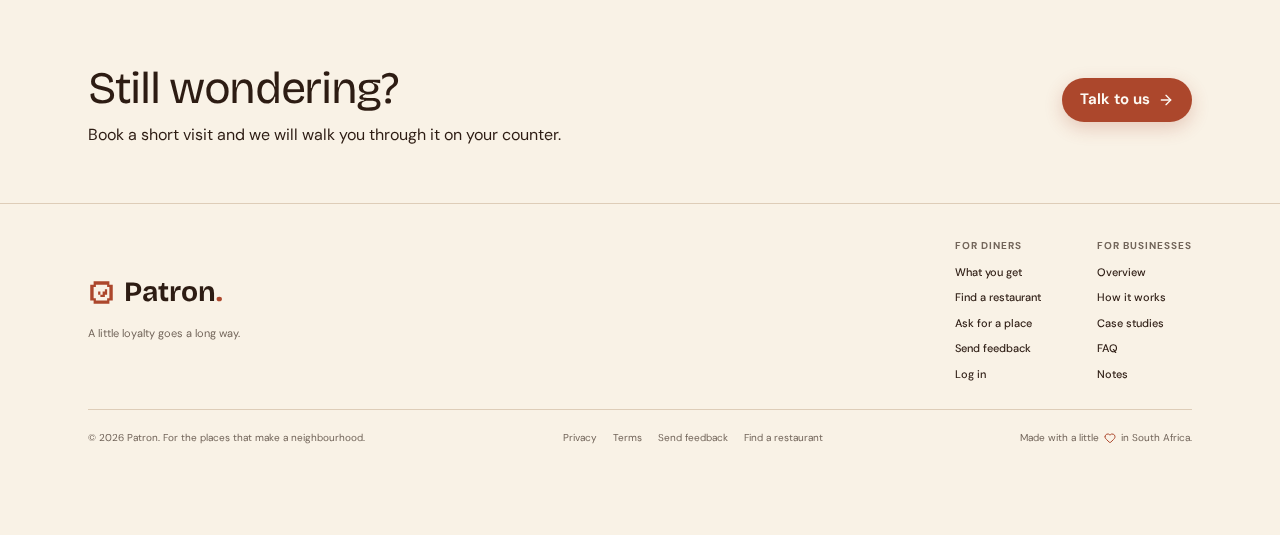 Still wondering?
Book a short visit and we will walk you through it on your counter.
Talk to us
Patron.
A little loyalty goes a long way.
FOR DINERS
What you get
Find a restaurant
Ask for a place
Send feedback
Log in
FOR BUSINESSES
Overview
How it works
Case studies
FAQ
Notes
© 2026 Patron. For the places that make a neighbourhood.
Privacy Terms Send feedback Find a restaurant
Made with a little in South Africa.